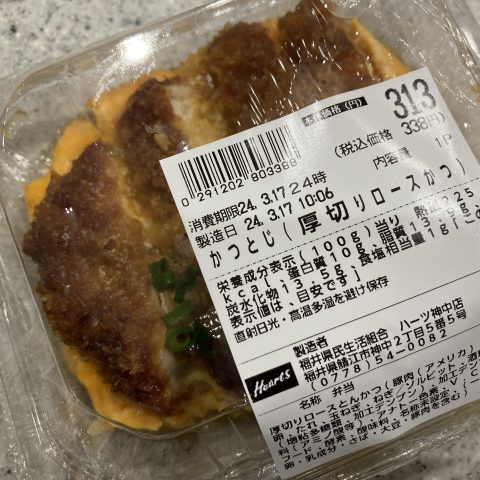 本体価格(円)
313
(税込価格 338円)
内容量 1P
0 291202 803388
消費期限24. 3.17 24時
製造日 24. 3.17 10:06
かつとじ(厚切りロースかつ)
栄養成分表示(100g)当り 熱量225
kcal、蛋白質10g、脂質13.9g、
炭水化物13.5g、食塩相当量1g(この
表示値は、目安です)
直射日光・高温多湿を避け保存
製造者
福井県民生活組合 ハーツ神中店
福井県鯖江市神中2丁目5番5号
(0778)54-0082
Hearts
名称 弁当
厚切りロースとんかつ(豚肉(アメリカ)